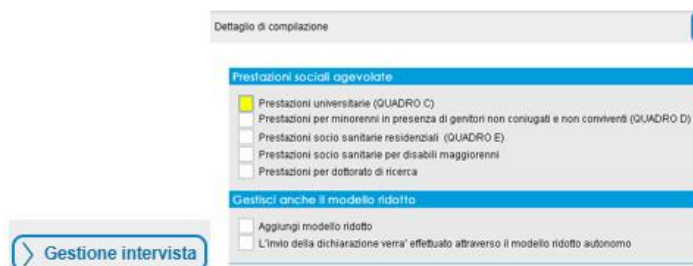 Dettaglio di compilazione
Prestazioni sociali agevolate
Prestazioni universitarie (QUADRO C)
Prestazioni per minorenni in presenza di genitori non coniugati e non conviventi (QUADRO D)
Prestazioni socio sanitarie residenziali (QUADRO E)
Prestazioni socio sanitarie per disabili maggiorenni
Prestazioni per dottorato di ricerca
Gestisci anche il modello ridotto
Aggiungi modello ridotto
L'invio della dichiarazione verra' effettuato attraverso il modello ridotto autonomo
Gestione intervista